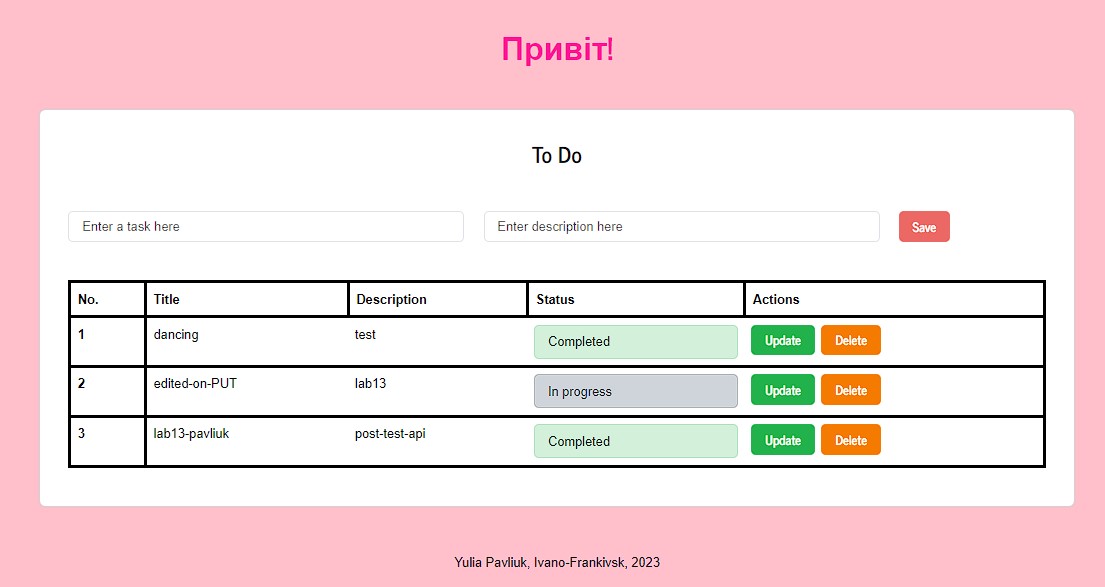 Привіт!
To Do
Enter a task here Enter description here Save
No. Title Description Status Actions
1 dancing test Completed Update Delete
2 edited-on-PUT lab13 In progress Update Delete
3 lab13-pavliuk post-test-api Completed Update Delete
Yulia Pavliuk, Ivano-Frankivsk, 2023